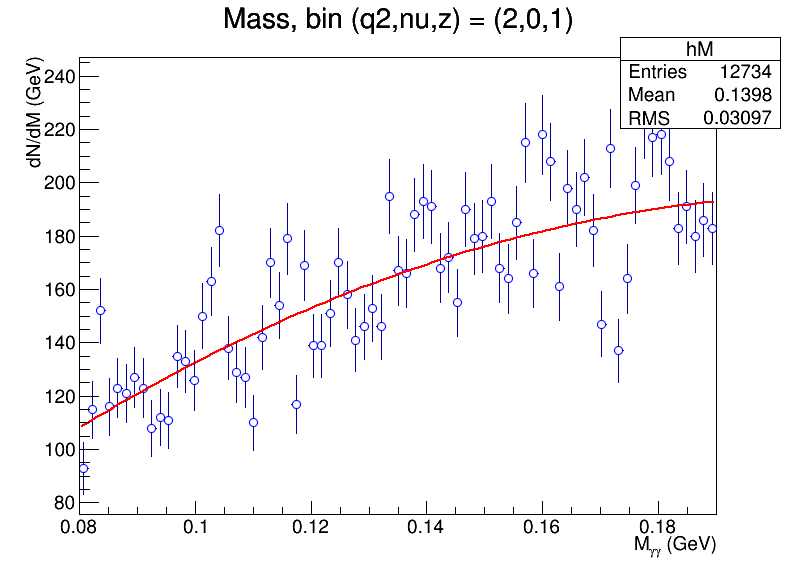 Mass, bin (q2,nu,z) = (2,0,1)
hM
Entries 12734
Mean 0.1398
RMS 0.03097
dN/dM (GeV)
240
220
200
180
160
140
120
100
80
0.08 0.1 0.12 0.14 0.16 0.18
Mγγ (GeV)